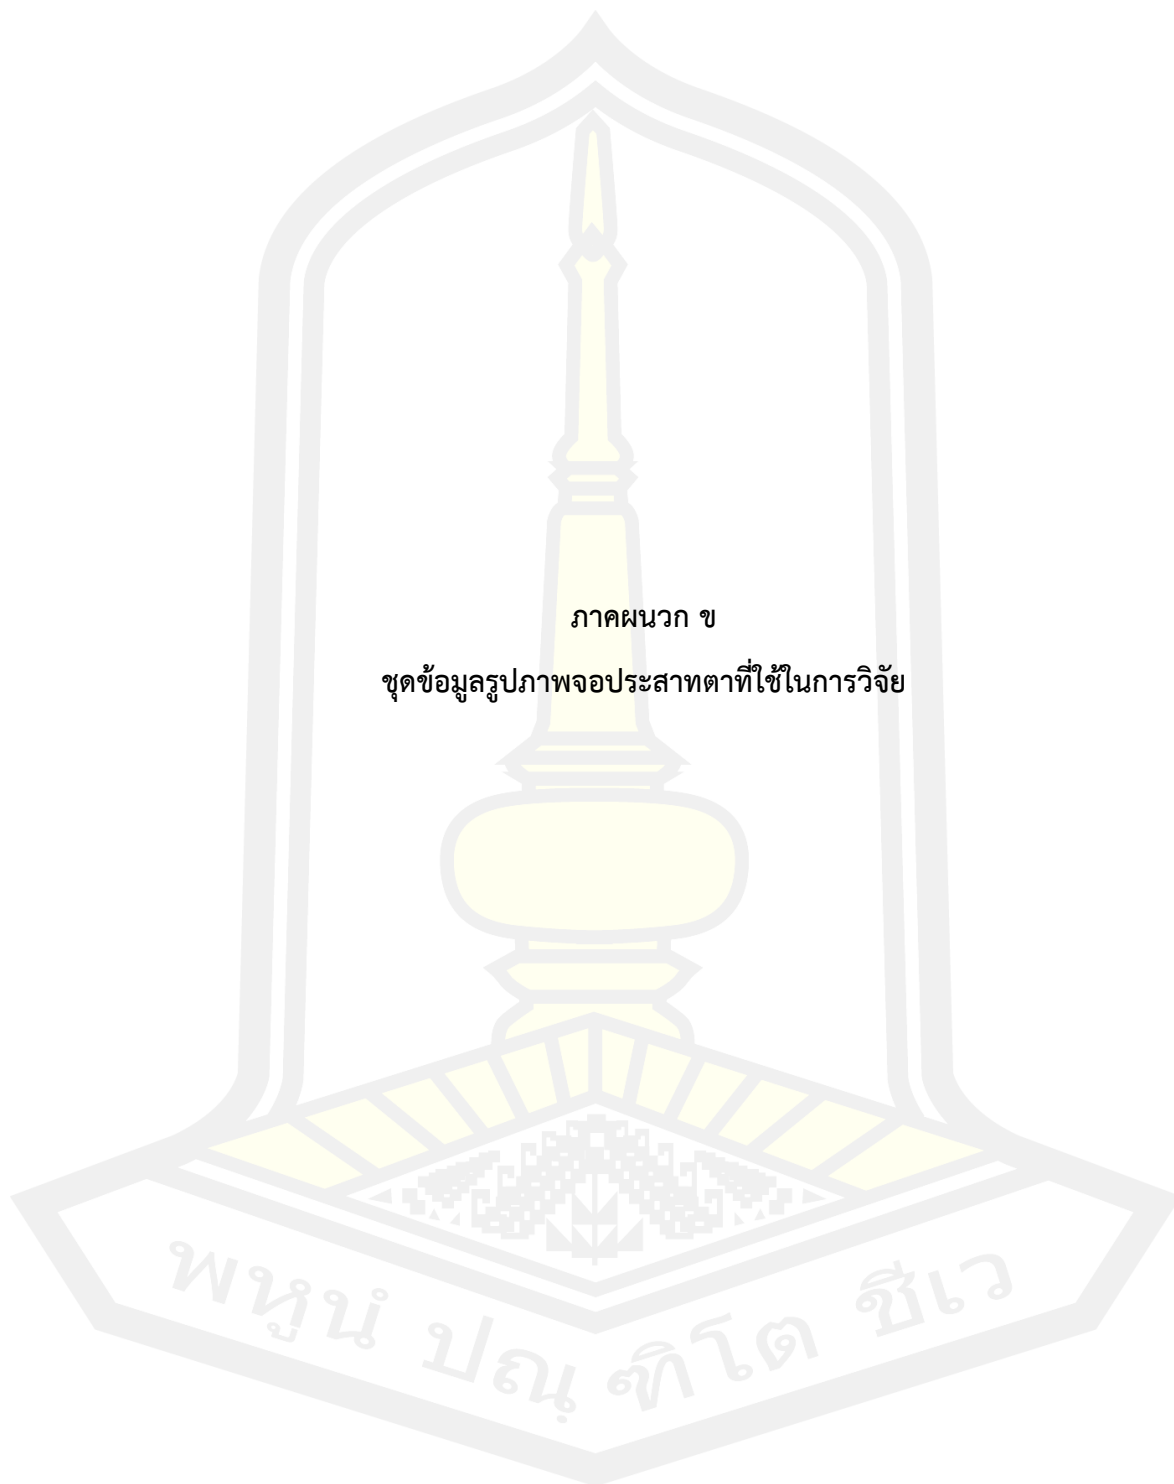 ภาคผนวก ข
ชุดข้อมูลรูปภาพจอประสาทตาที่ใช้ในการวิจัย
พหูนํ ปณฺฑิโต ชีเว